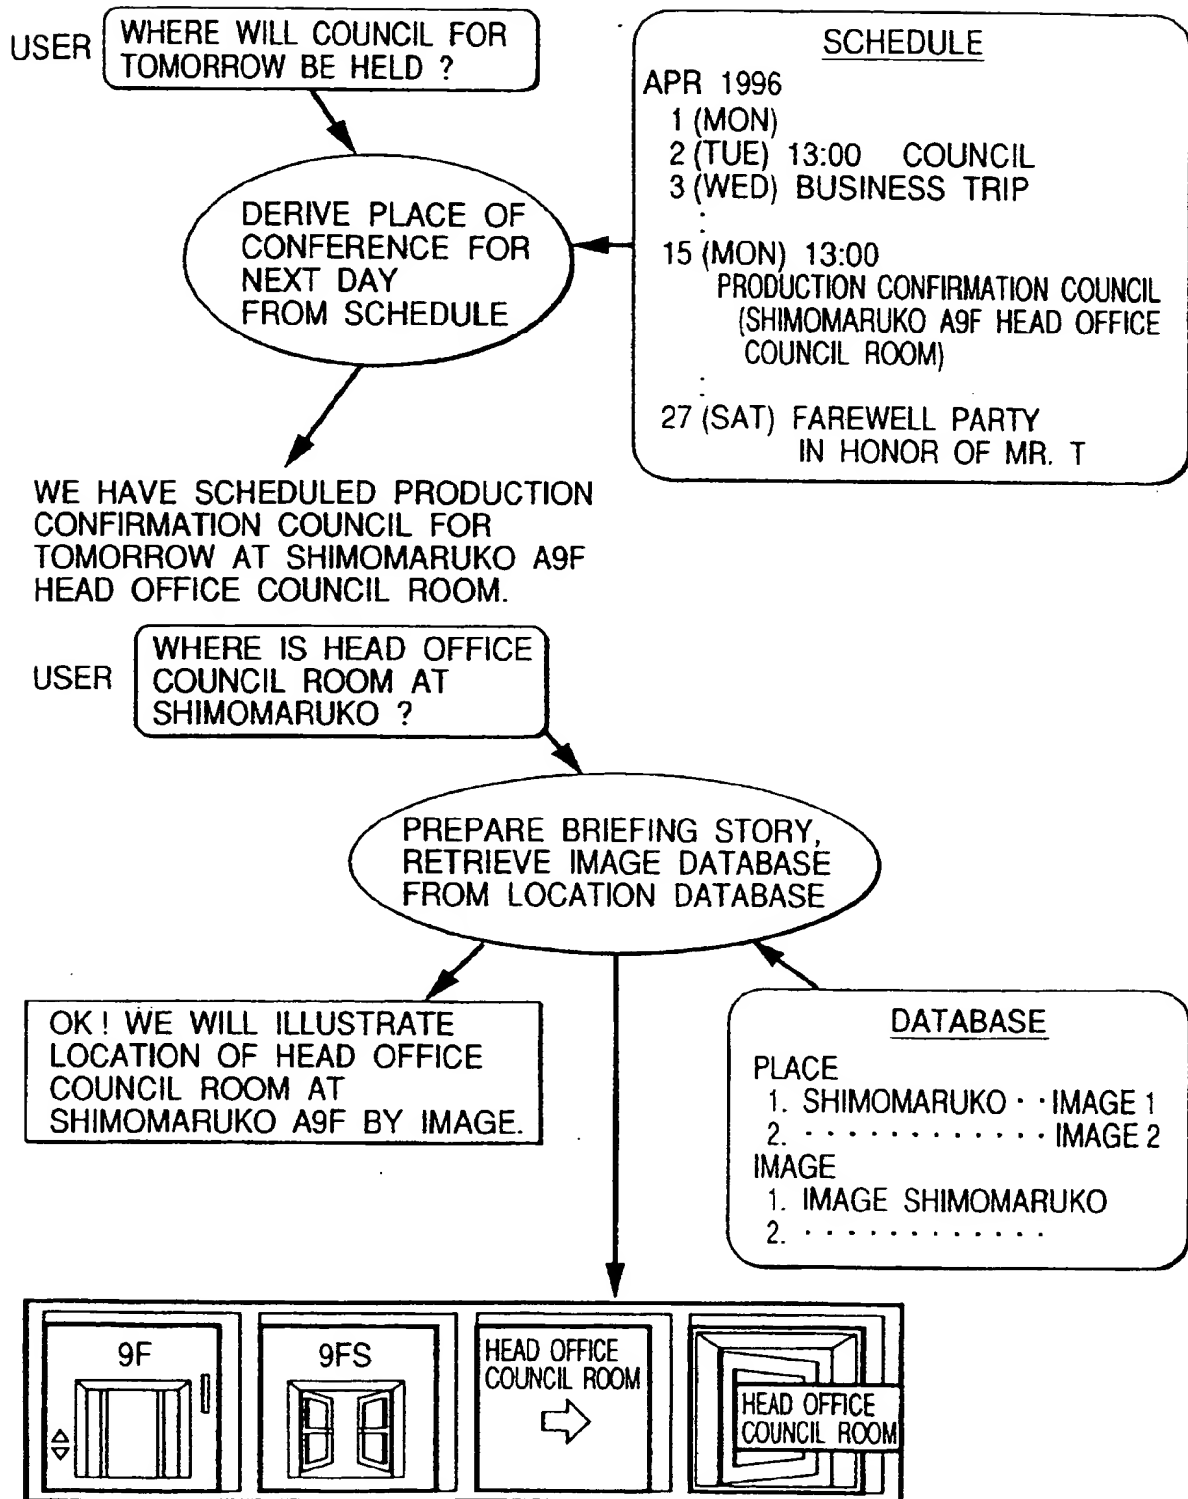 USER
WHERE WILL COUNCIL FOR
TOMORROW BE HELD ?
SCHEDULE
APR 1996
1 (MON)
2 (TUE) 13:00 COUNCIL
3 (WED) BUSINESS TRIP
:
15 (MON) 13:00
PRODUCTION CONFIRMATION COUNCIL
(SHIMOMARUKO A9F HEAD OFFICE
COUNCIL ROOM)
:
27 (SAT) FAREWELL PARTY
IN HONOR OF MR. T
DERIVE PLACE OF
CONFERENCE FOR
NEXT DAY
FROM SCHEDULE
WE HAVE SCHEDULED PRODUCTION
CONFIRMATION COUNCIL FOR
TOMORROW AT SHIMOMARUKO A9F
HEAD OFFICE COUNCIL ROOM.
USER
WHERE IS HEAD OFFICE
COUNCIL ROOM AT
SHIMOMARUKO ?
PREPARE BRIEFING STORY,
RETRIEVE IMAGE DATABASE
FROM LOCATION DATABASE
OK! WE WILL ILLUSTRATE
LOCATION OF HEAD OFFICE
COUNCIL ROOM AT
SHIMOMARUKO A9F BY IMAGE.
DATABASE
PLACE
1. SHIMOMARUKO · · IMAGE 1
2. · · · · · · · · · · · · IMAGE 2
IMAGE
1. IMAGE SHIMOMARUKO
2. · · · · · · · · · · · ·
9F
9FS
HEAD OFFICE
COUNCIL ROOM
HEAD OFFICE
COUNCIL ROOM